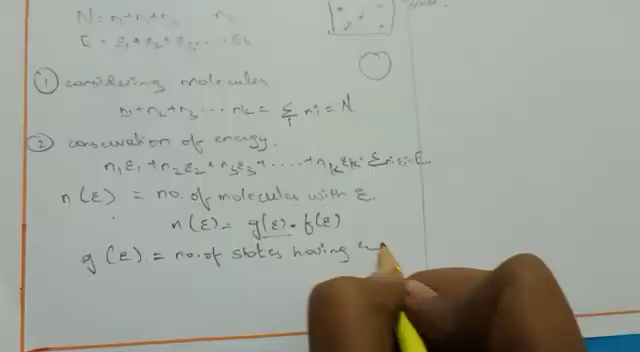 N = n1+n2+n3
E = ε1+ε2+ε3 ... εk
① considering molecules
n1+n2+n3 ... nk = Σ ni = N
② conservation of energy.
n1ε1+n2ε2+n3ε3+.....+nkεk = Σniεi = E
n(ε) = no. of molecules with ε.
n(ε) = g(ε). f(ε)
g(ε). = no. of states having